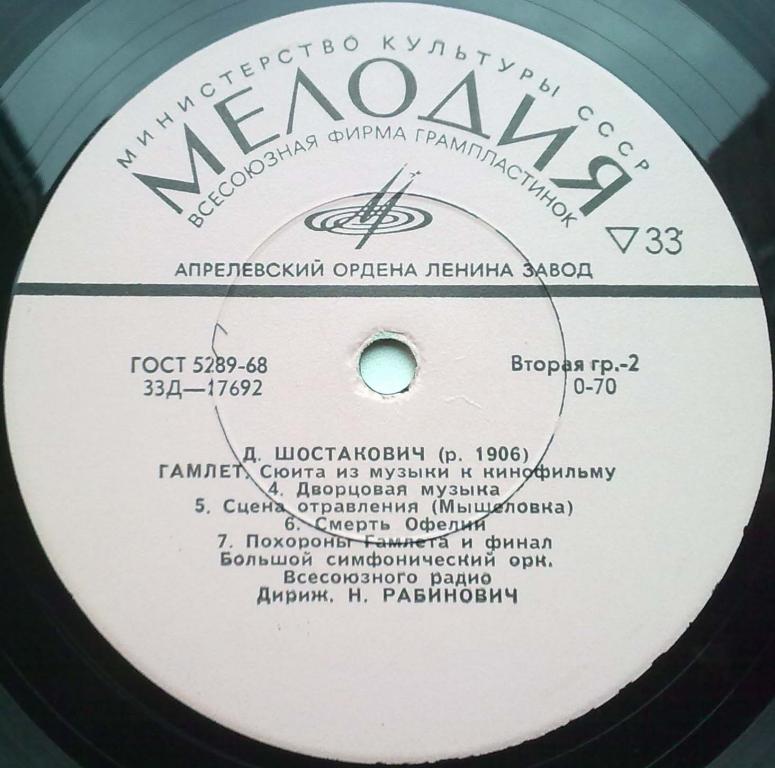 МИНИСТЕРСТВО КУЛЬТУРЫ СССР
МЕЛОДИЯ
ВСЕСОЮЗНАЯ ФИРМА ГРАМПЛАСТИНОК
▽33
АПРЕЛЕВСКИЙ ОРДЕНА ЛЕНИНА ЗАВОД
ГОСТ 5289-68
33Д—17692
Вторая гр.-2
0-70
Д. ШОСТАКОВИЧ (р. 1906)
ГАМЛЕТ, Сюита из музыки к кинофильму
4. Дворцовая музыка
5. Сцена отравления (Мышеловка)
6. Смерть Офелии
7. Похороны Гамлета и финал
Большой симфонический орк.
Всесоюзного радио
Дириж. Н. РАБИНОВИЧ